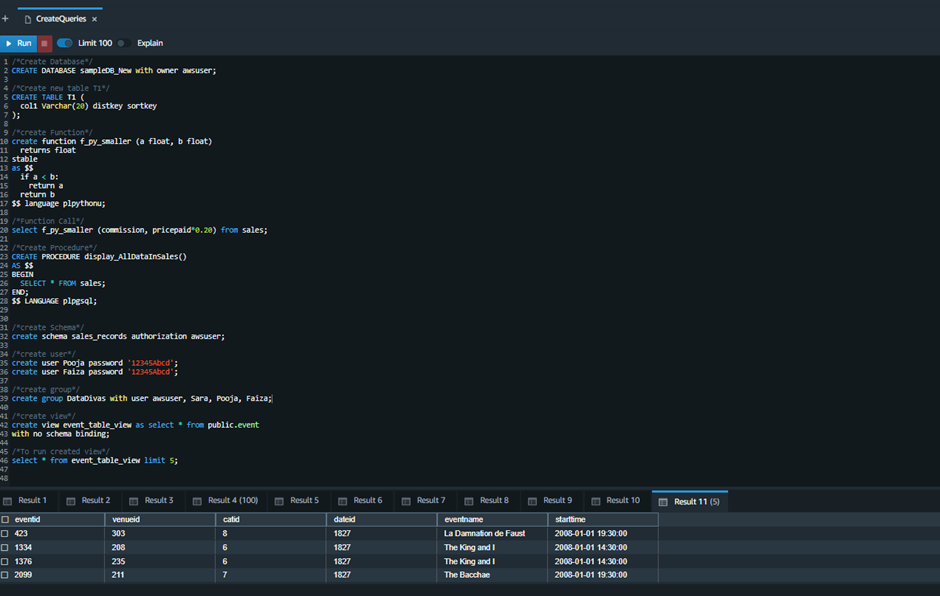 CreateQueries
Run Limit 100 Explain
1 /*Create Database*/
2 CREATE DATABASE sampleDB_New with owner awsuser;
3
4 /*Create new table T1*/
5 CREATE TABLE T1 (
6 col1 Varchar(20) distkey sortkey
7 );
8
9 /*create Function*/
10 create function f_py_smaller (a float, b float)
11 returns float
12 stable
13 as $$
14 if a < b:
15 return a
16 return b
17 $$ language plpythonu;
18
19 /*Function Call*/
20 select f_py_smaller (commission, pricepaid*0.20) from sales;
21
22 /*Create Procedure*/
23 CREATE PROCEDURE display_AllDataInSales()
24 AS $$
25 BEGIN
26 SELECT * FROM sales;
27 END;
28 $$ LANGUAGE plpgsql;
29
30
31 /*create Schema*/
32 create schema sales_records authorization awsuser;
33
34 /*create user*/
35 create user Pooja password '12345Abcd';
36 create user Faiza password '12345Abcd';
37
38 /*create group*/
39 create group DataDivas with user awsuser, Sara, Pooja, Faiza;
40
41 /*create view*/
42 create view event_table_view as select * from public.event
43 with no schema binding;
44
45 /*To run created view*/
46 select * from event_table_view limit 5;
47
48
Result 1 Result 2 Result 3 Result 4 (100) Result 5 Result 6 Result 7 Result 8 Result 9 Result 10 Result 11 (5)
eventid venueid catid dateid eventname starttime
423 303 8 1827 La Damnation de Faust 2008-01-01 19:30:00
1334 208 6 1827 The King and I 2008-01-01 14:30:00
1376 235 6 1827 The King and I 2008-01-01 14:30:00
2099 211 7 1827 The Bacchae 2008-01-01 19:30:00